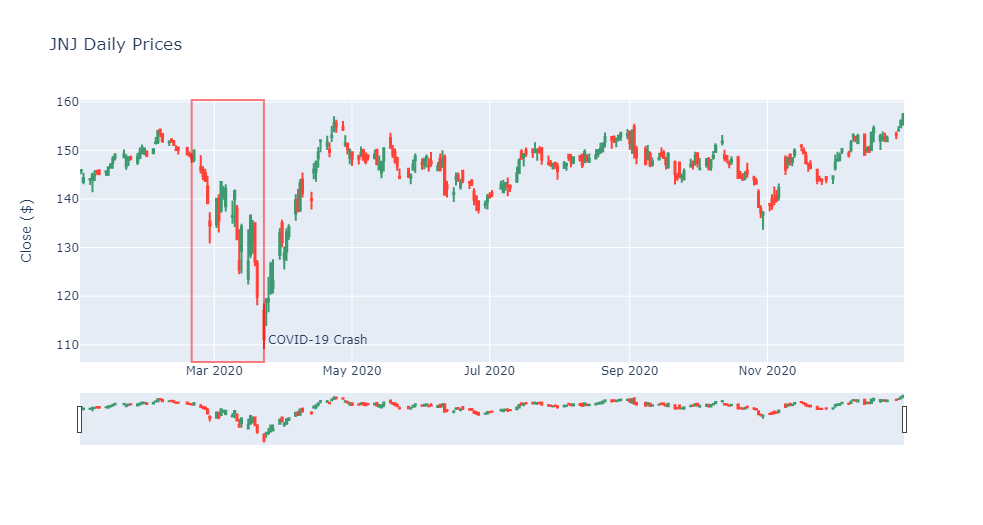 JNJ Daily Prices
Close ($)
160
150
140
130
120
110
COVID-19 Crash
Mar 2020
May 2020
Jul 2020
Sep 2020
Nov 2020